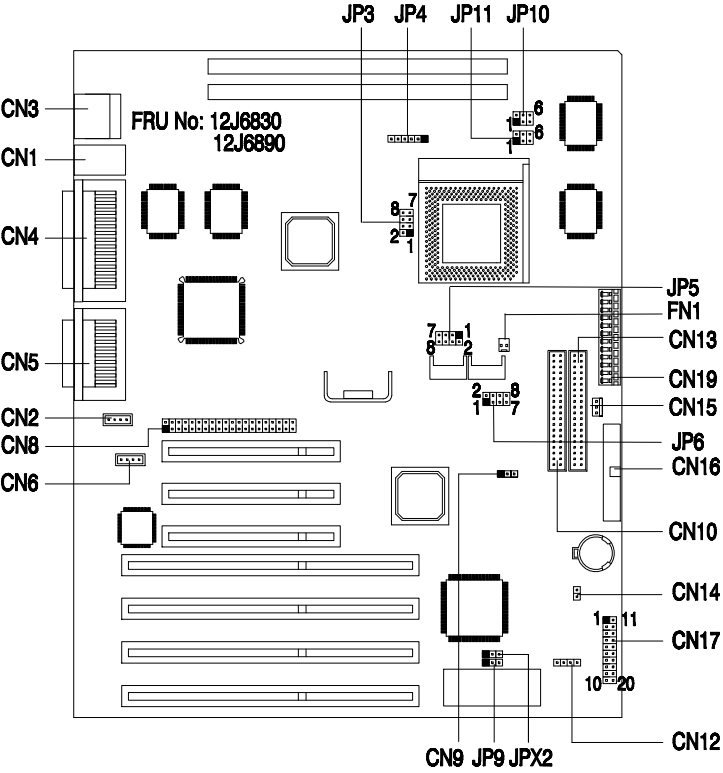 JP3 JP4 JP11 JP10
CN3
FRU No: 12J6830
12J6890
1 6
1 6
CN1
CN4
8 7
2 1
JP5
FN1
7 1
8 2
CN13
CN5
CN19
2 8
1 7
CN15
CN2
CN8
JP6
CN6
CN16
CN10
CN14
1 11
CN17
10 20
CN12
CN9 JP9 JPX2